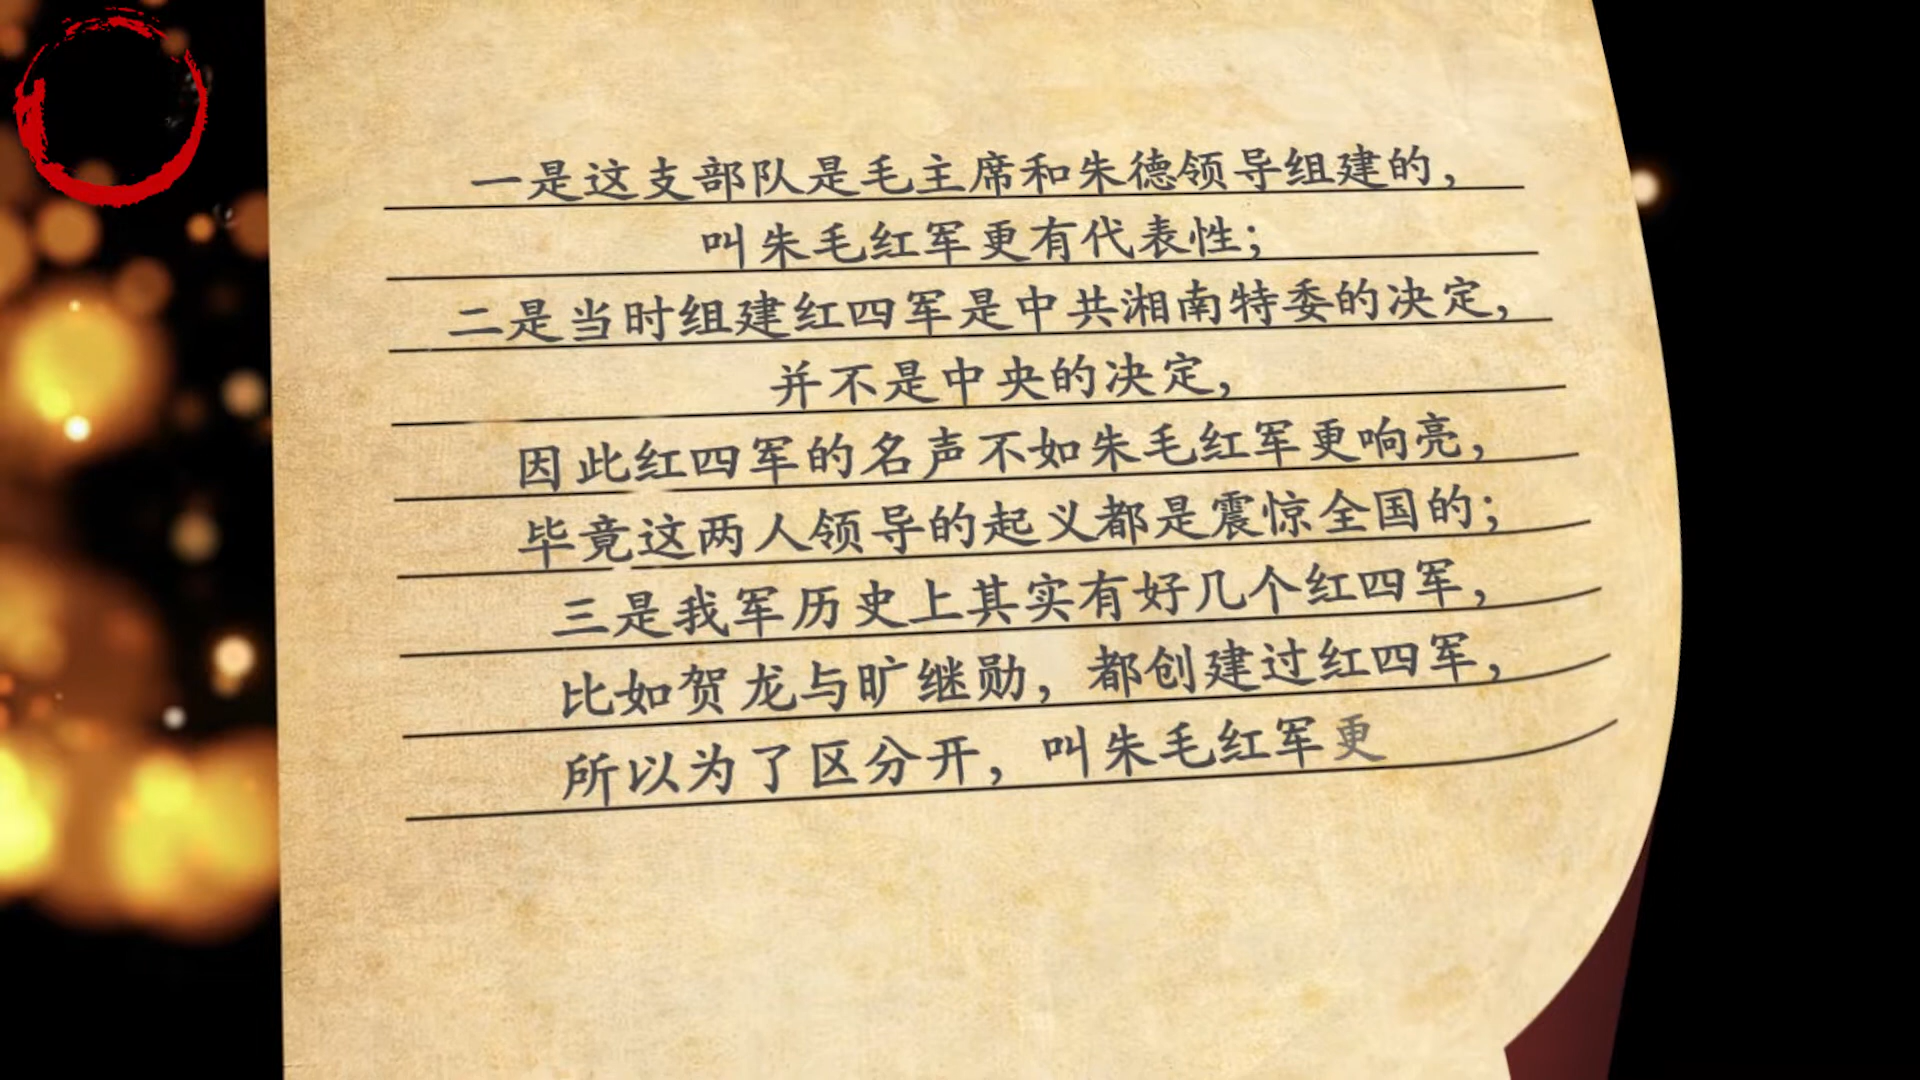 一是这支部队是毛主席和朱德领导组建的，
叫朱毛红军更有代表性；
二是当时组建红四军是中共湘南特委的决定，
并不是中央的决定，
因此红四军的名声不如朱毛红军更响亮，
毕竟这两人领导的起义都是震惊全国的；
三是我军历史上其实有好几个红四军，
比如贺龙与旷继勋，都创建过红四军，
所以为了区分开，叫朱毛红军更